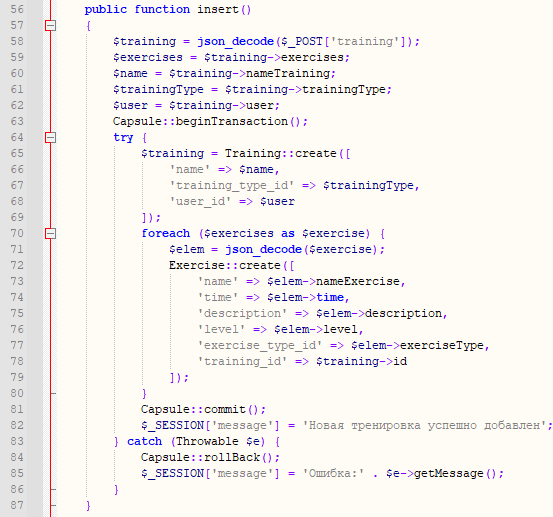 56 public function insert()
57 {
58 $training = json_decode($_POST['training']);
59 $exercises = $training->exercises;
60 $name = $training->nameTraining;
61 $trainingType = $training->trainingType;
62 $user = $training->user;
63 Capsule::beginTransaction();
64 try {
65 $training = Training::create([
66 'name' => $name,
67 'training_type_id' => $trainingType,
68 'user_id' => $user
69 ]);
70 foreach ($exercises as $exercise) {
71 $elem = json_decode($exercise);
72 Exercise::create([
73 'name' => $elem->nameExercise,
74 'time' => $elem->time,
75 'description' => $elem->description,
76 'level' => $elem->level,
77 'exercise_type_id' => $elem->exerciseType,
78 'training_id' => $training->id
79 ]);
80 }
81 Capsule::commit();
82 $_SESSION['message'] = 'Новая тренировка успешно добавлен';
83 } catch (Throwable $e) {
84 Capsule::rollBack();
85 $_SESSION['message'] = 'Ошибка:' . $e->getMessage();
86 }
87 }